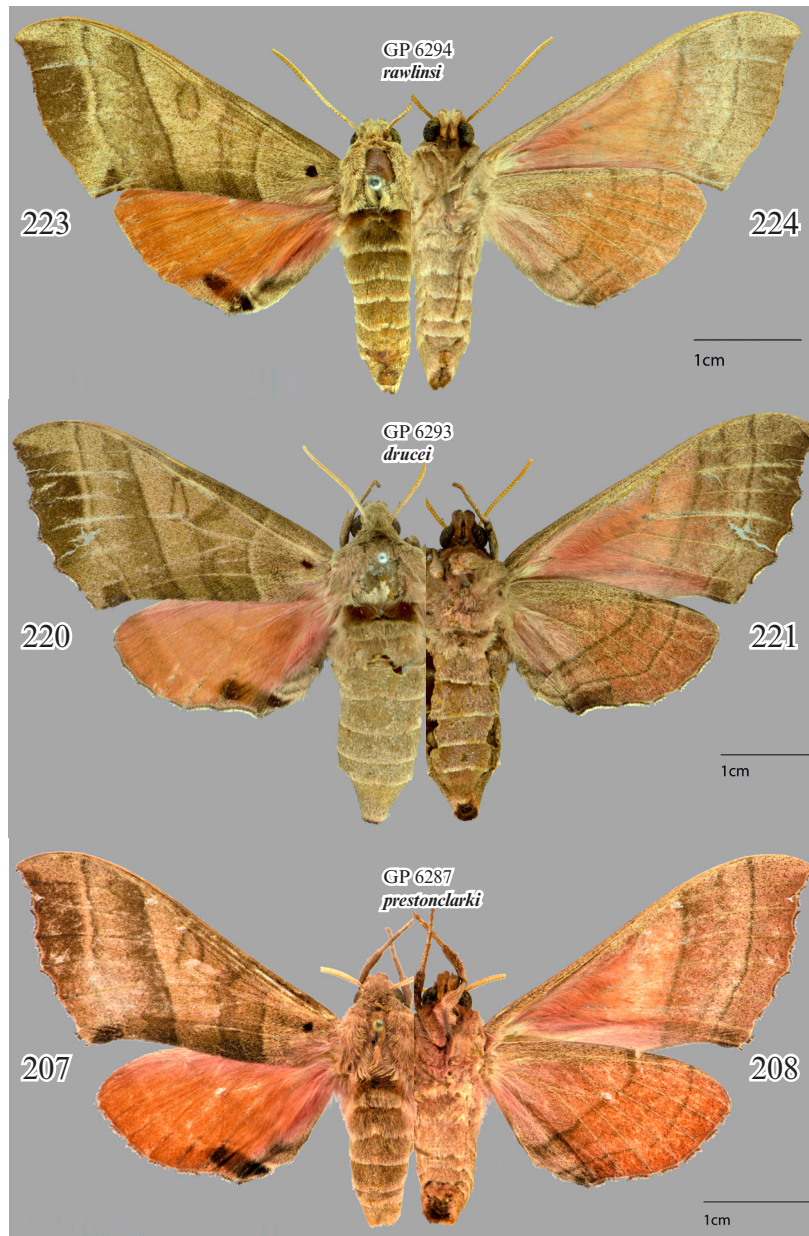 GP 6294
rawlinsi
223
224
1cm
GP 6293
drucei
220
221
1cm
GP 6287
prestonclarki
207
208
1cm